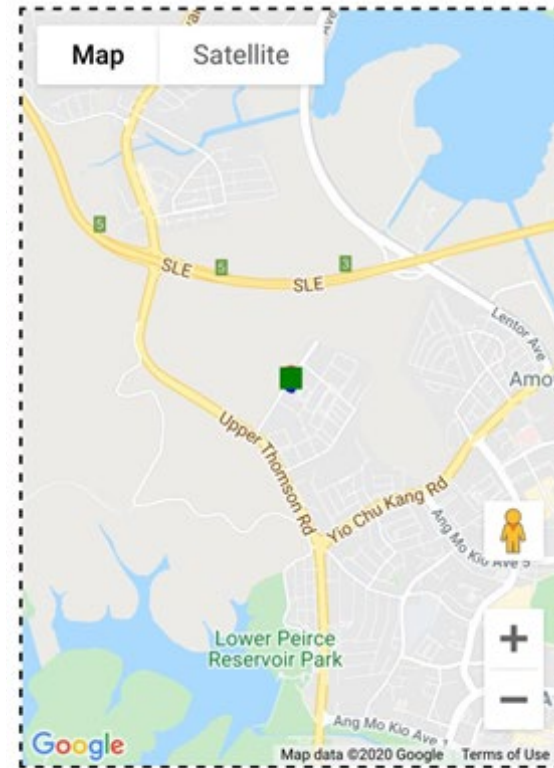 Map Satellite
Ave
5
SLE
5
SLE
3
Lentor Ave
Amo
Upper Thomson Rd
Yio Chu Kang Rd
Ang Mo Kio Ave 5
Lower Peirce
Reservoir Park
+
−
Ang Mo Kio Ave 1
A
Google
Map data ©2020 Google Terms of Use